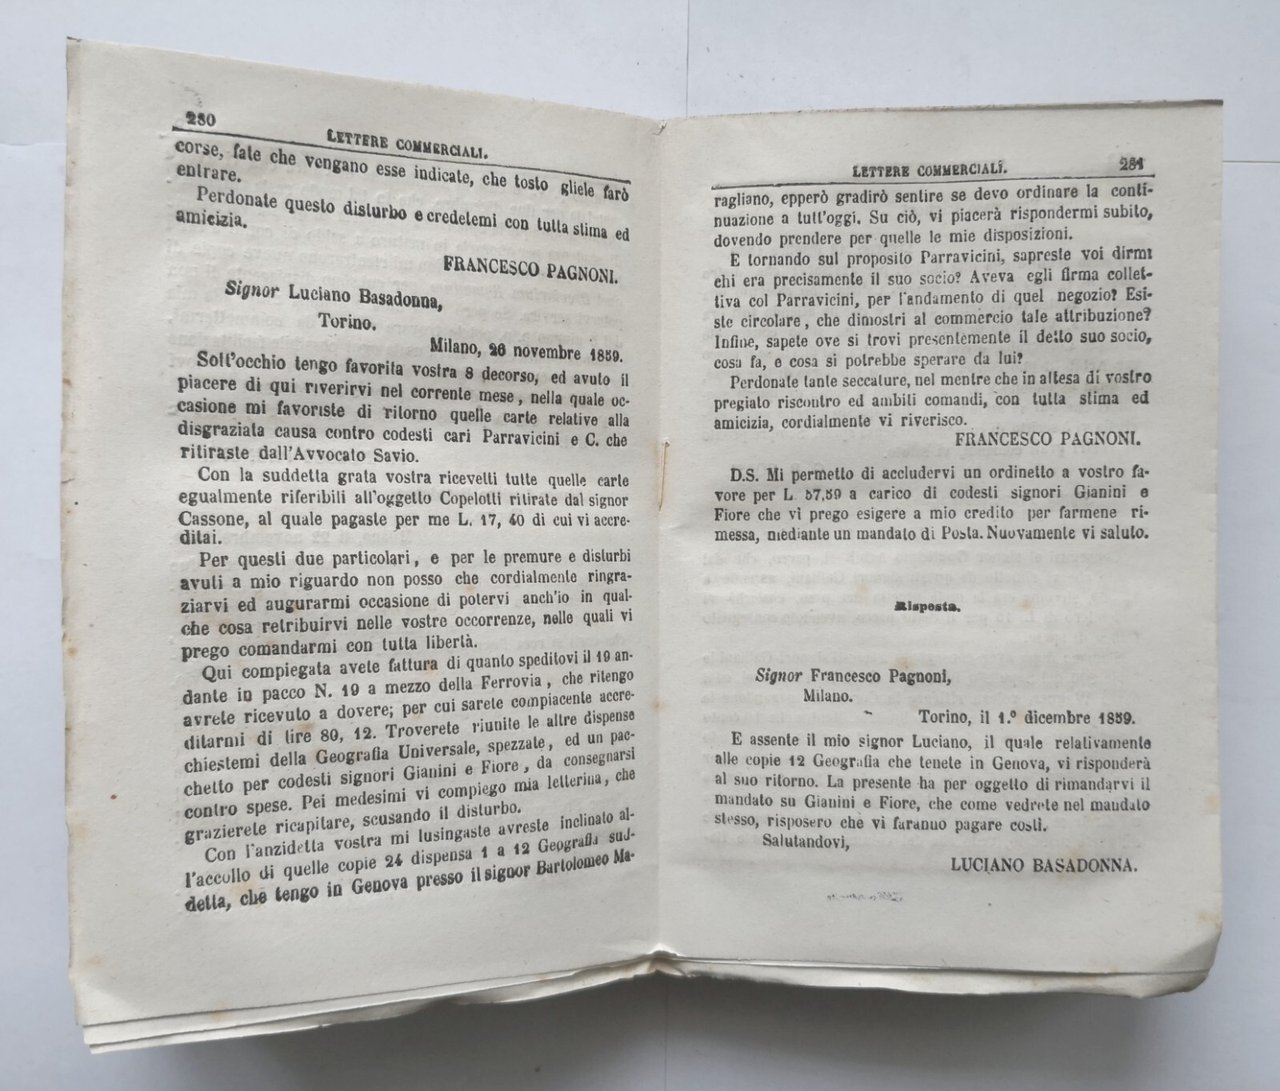 280
LETTERE COMMERCIALI.
corse, fate che vengano esse indicate, che tosto gliele farò
entrare.
Perdonate questo disturbo e credetemi con tutta stima ed
amicizia.
FRANCESCO PAGNONI.
Signor Luciano Basadonna,
Torino.
Milano, 26 novembre 1859.
Sott'occhio tengo favorita vostra 8 decorso, ed avuto il
piacere di qui riverirvi nel corrente mese, nella quale oc-
casione mi favoriste di ritorno quelle carte relative alla
disgraziata causa contro codesti cari Parravicini e C. che
ritiraste dall'Avvocato Savio.
Con la suddetta grata vostra ricevetti tutte quelle carte
egualmente riferibili all'oggetto Copelotti ritirate dal signor
Cassone, al quale pagaste per me L. 17, 40 di cui vi accre-
ditai.
Per questi due particolari, e per le premure e disturbi
avuti a mio riguardo non posso che cordialmente ringra-
ziarvi ed augurarmi occasione di potervi anch'io in qual-
che cosa retribuirvi nelle vostre occorrenze, nelle quali vi
prego comandarmi con tutta libertà.
Qui compiegata avete fattura di quanto speditovi il 19 an-
dante in pacco N. 19 a mezzo della Ferrovia, che ritengo
avrete ricevuto a dovere; per cui sarete compiacente accre-
ditarmi di lire 80, 12. Troverete riunite le altre dispense
chiestemi della Geografia Universale, spezzate, ed un pac-
chetto per codesti signori Gianini e Fiore, da consegnarsi
contro spese. Pei medesimi vi compiego mia letterina, che
grazierete ricapitare, scusando il disturbo.
Con l'anzidetta vostra mi lusingaste avreste inclinato al-
l'accollo di quelle copie 24 dispensa 1 a 12 Geografia sud-
detta, che tengo in Genova presso il signor Bartolomeo Ma-
LETTERE COMMERCIALI.
281
ragliano, epperò gradirò sentire se devo ordinare la conti-
nuazione a tutt'oggi. Su ciò, vi piacerà rispondermi subito,
dovendo prendere per quelle le mie disposizioni.
E tornando sul proposito Parravicini, sapreste voi dirmi
chi era precisamente il suo socio? Aveva egli firma collet-
tiva col Parravicini, per l'andamento di quel negozio? Esi-
ste circolare, che dimostri al commercio tale attribuzione?
Infine, sapete ove si trovi presentemente il detto suo socio,
cosa fa, e cosa si potrebbe sperare da lui?
Perdonate tante seccature, nel mentre che in attesa di vostro
pregiato riscontro ed ambiti comandi, con tutta stima ed
amicizia, cordialmente vi riverisco.
FRANCESCO PAGNONI.
D.S. Mi permetto di accludervi un ordinetto a vostro fa-
vore per L. 57,59 a carico di codesti signori Gianini e
Fiore che vi prego esigere a mio credito per farmene ri-
messa, mediante un mandato di Posta. Nuovamente vi saluto.
Risposta.
Signor Francesco Pagnoni,
Milano.
Torino, il 1.º dicembre 1859.
E assente il mio signor Luciano, il quale relativamente
alle copie 12 Geografia che tenete in Genova, vi risponderà
al suo ritorno. La presente ha per oggetto di rimandarvi il
mandato su Gianini e Fiore, che come vedrete nel mandato
stesso, risposero che vi faranno pagare costì.
Salutandovi,
LUCIANO BASADONNA.